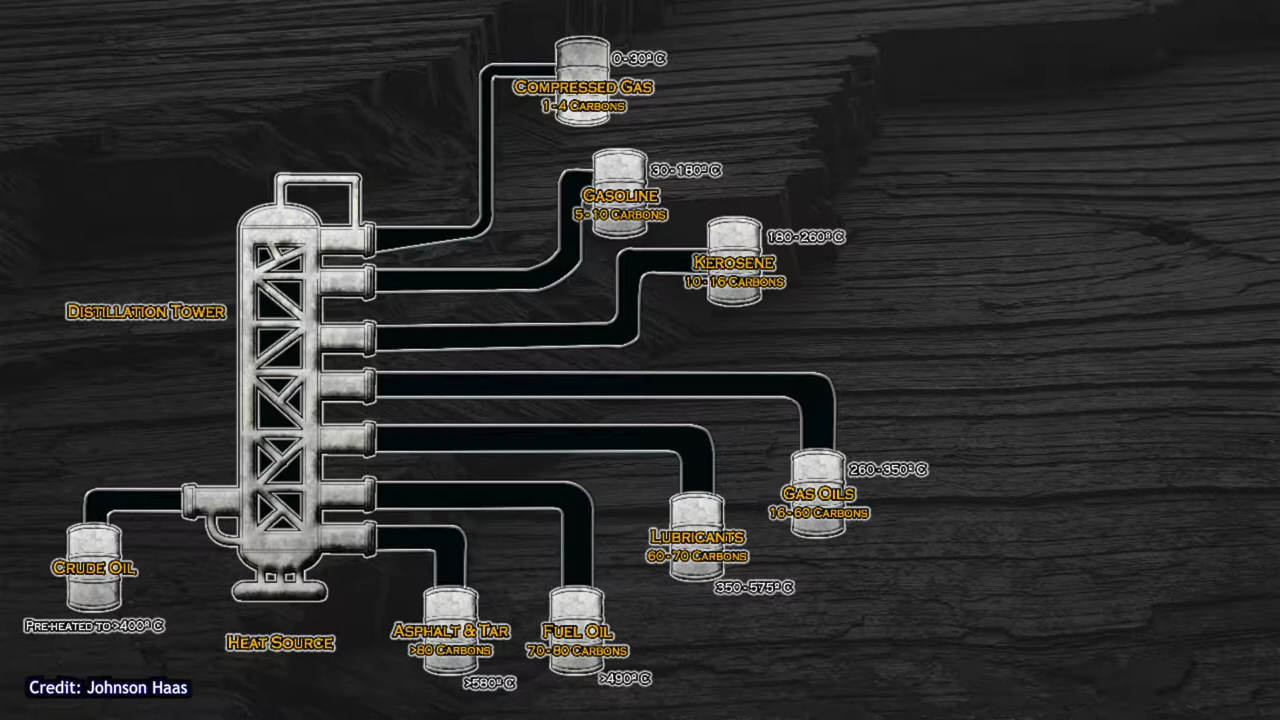 0-30º C
Compressed Gas
1-4 Carbons
30-180º C
Gasoline
5-10 Carbons
180-260º C
Kerosene
10-16 Carbons
Distillation Tower
260-350º C
Gas Oils
16-60 Carbons
Lubricants
60-70 Carbons
350-575º C
Crude Oil
Pre-heated to >400º C
Heat Source
Asphalt & Tar
>80 Carbons
>580º C
Fuel Oil
70-80 Carbons
>490º C
Credit: Johnson Haas